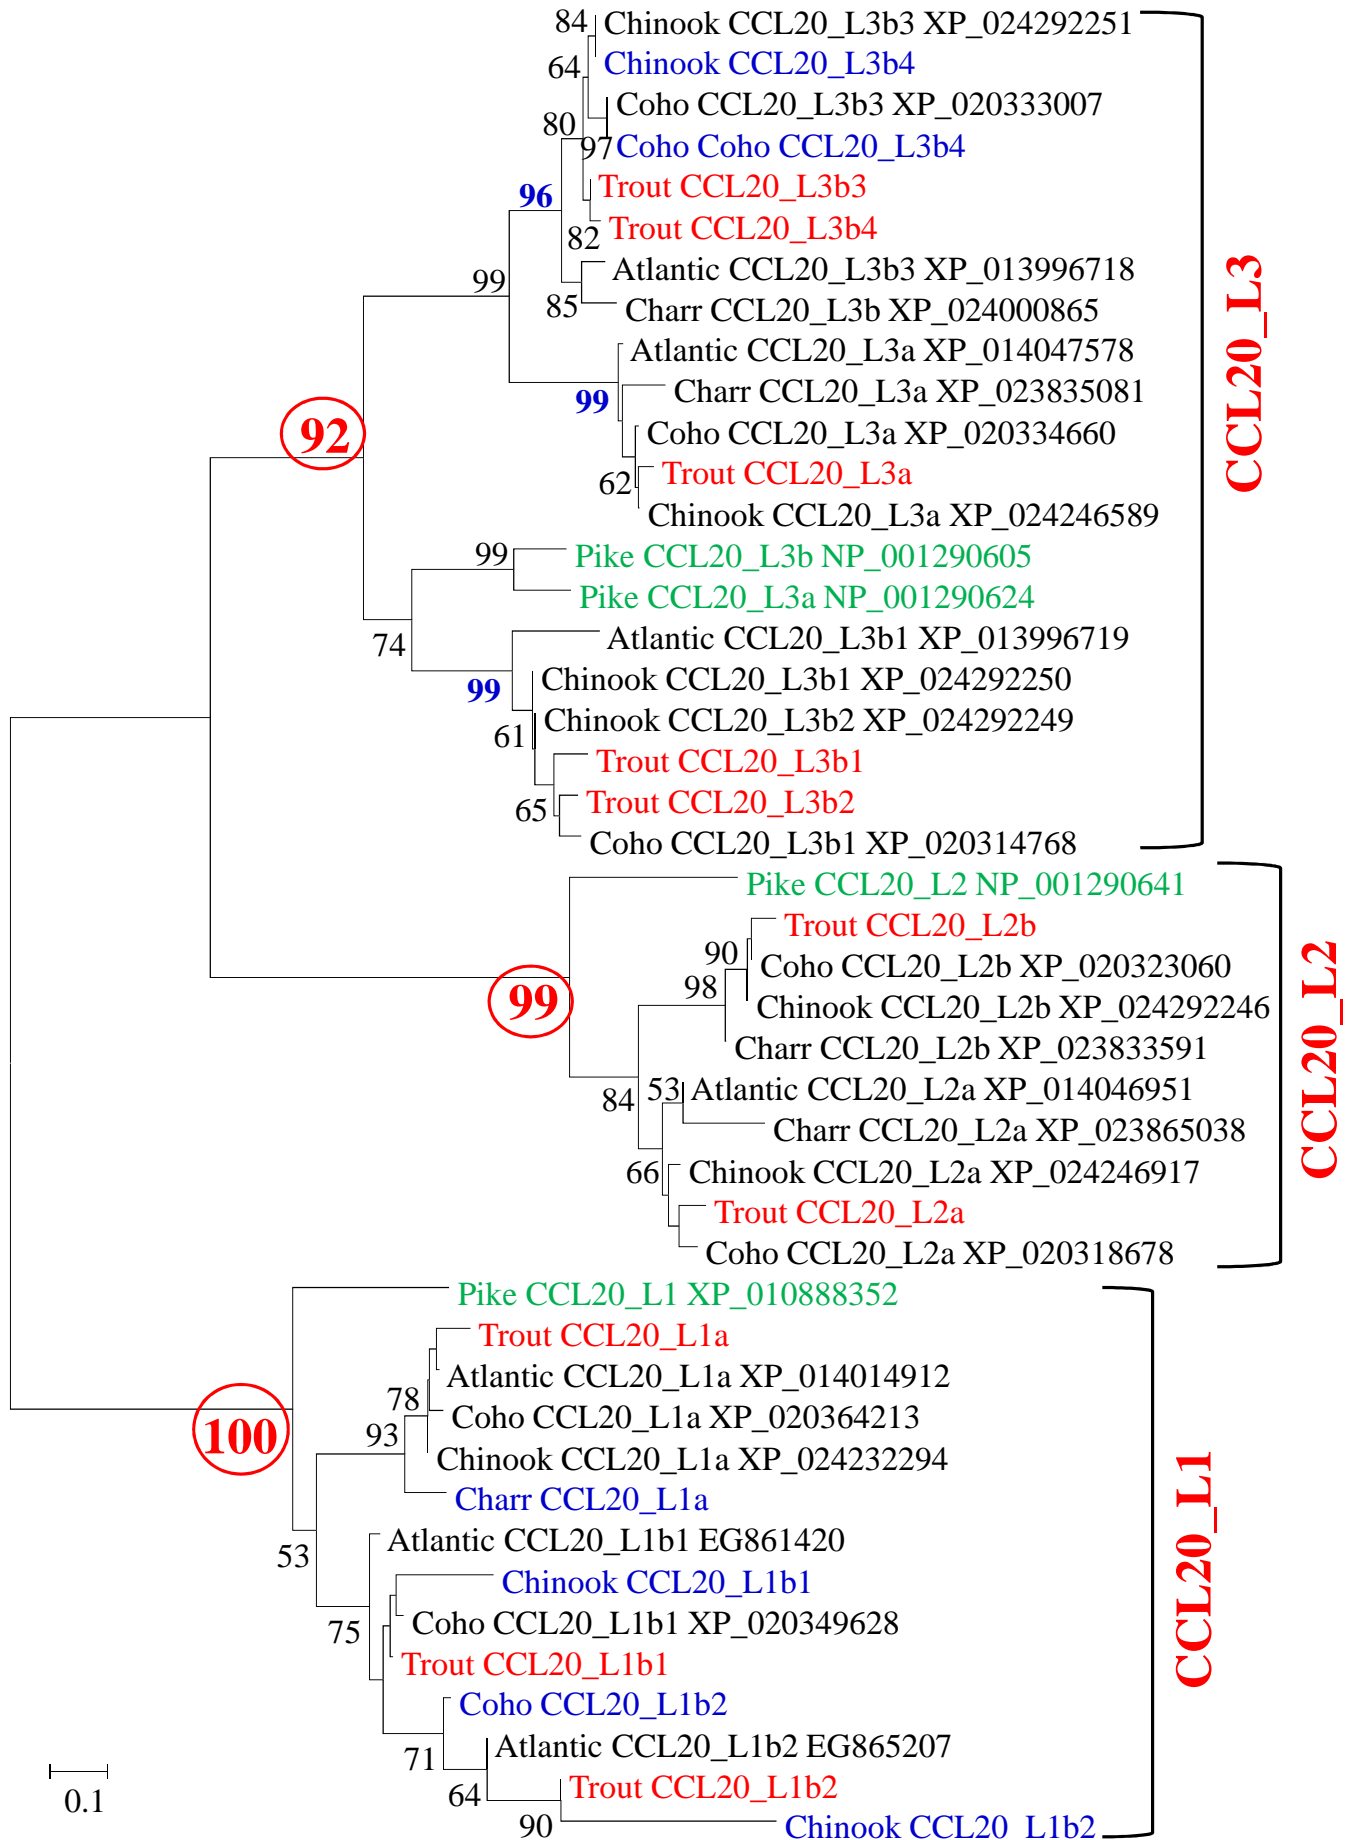 84
Chinook CCL20_L3b3 XP_024292251
64
Chinook CCL20_L3b4
Coho CCL20_L3b3 XP_020333007
80
97
Coho Coho CCL20_L3b4
96
Trout CCL20_L3b3
82
Trout CCL20_L3b4
99
Atlantic CCL20_L3b3 XP_013996718
85
Charr CCL20_L3b XP_024000865
Atlantic CCL20_L3a XP_014047578
99
Charr CCL20_L3a XP_023835081
92
Coho CCL20_L3a XP_020334660
Trout CCL20_L3a
62
Chinook CCL20_L3a XP_024246589
99
Pike CCL20_L3b NP_001290605
Pike CCL20_L3a NP_001290624
74
Atlantic CCL20_L3b1 XP_013996719
99
Chinook CCL20_L3b1 XP_024292250
61
Chinook CCL20_L3b2 XP_024292249
Trout CCL20_L3b1
65
Trout CCL20_L3b2
Coho CCL20_L3b1 XP_020314768
CCL20_L3
Pike CCL20_L2 NP_001290641
Trout CCL20_L2b
90
Coho CCL20_L2b XP_020323060
98
99
Chinook CCL20_L2b XP_024292246
Charr CCL20_L2b XP_023833591
84
53
Atlantic CCL20_L2a XP_014046951
Charr CCL20_L2a XP_023865038
66
Chinook CCL20_L2a XP_024246917
Trout CCL20_L2a
Coho CCL20_L2a XP_020318678
CCL20_L2
Pike CCL20_L1 XP_010888352
Trout CCL20_L1a
Atlantic CCL20_L1a XP_014014912
78
Coho CCL20_L1a XP_020364213
100
93
Chinook CCL20_L1a XP_024232294
Charr CCL20_L1a
53
Atlantic CCL20_L1b1 EG861420
Chinook CCL20_L1b1
75
Coho CCL20_L1b1 XP_020349628
Trout CCL20_L1b1
Coho CCL20_L1b2
71
Atlantic CCL20_L1b2 EG865207
64
Trout CCL20_L1b2
90
Chinook CCL20_L1b2
CCL20_L1
0.1